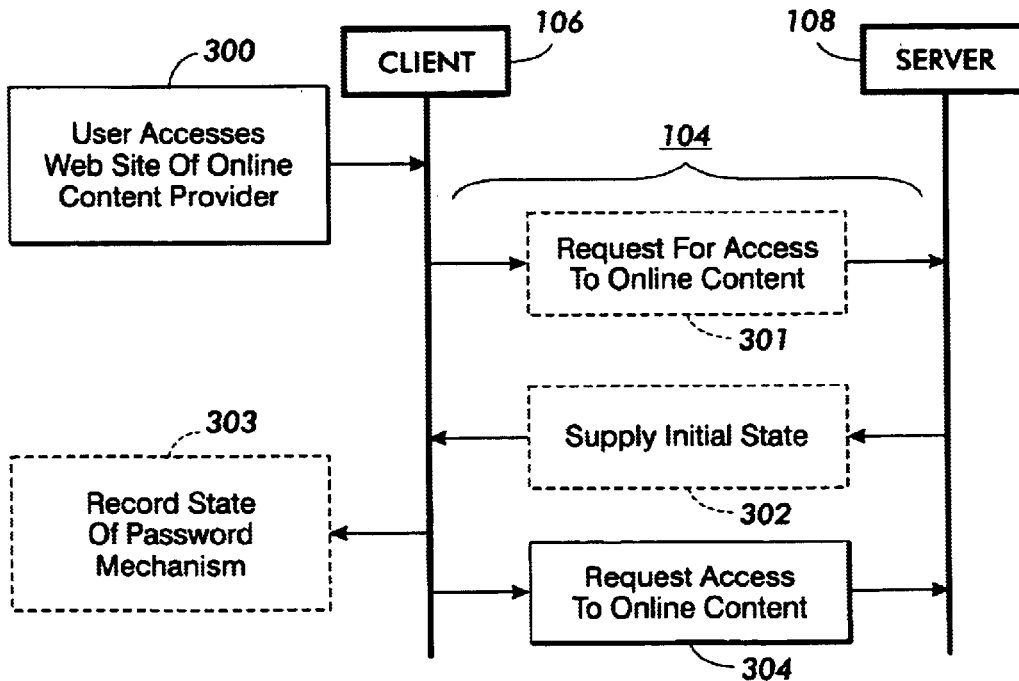 300
106
108
CLIENT
SERVER
User Accesses
Web Site Of Online
Content Provider
104
Request For Access
To Online Content
301
303
Supply Initial State
302
Record State
Of Password
Mechanism
Request Access
To Online Content
304